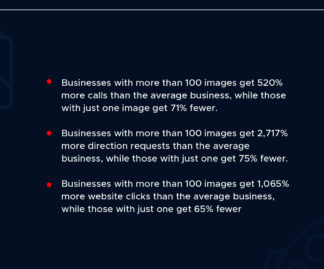 Businesses with more than 100 images get 520%
more calls than the average business, while those
with just one image get 71% fewer.
Businesses with more than 100 images get 2,717%
more direction requests than the average
business, while those with just one get 75% fewer.
Businesses with more than 100 images get 1,065%
more website clicks than the average business,
while those with just one get 65% fewer